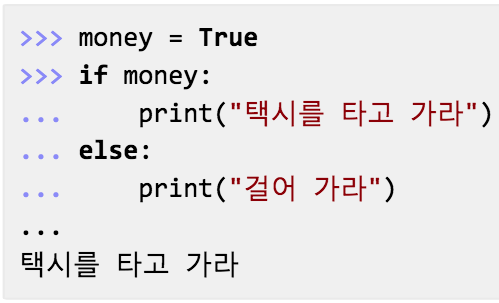 >>> money = True
>>> if money:
...     print("택시를 타고 가라")
... else:
...     print("걸어 가라")
...
택시를 타고 가라